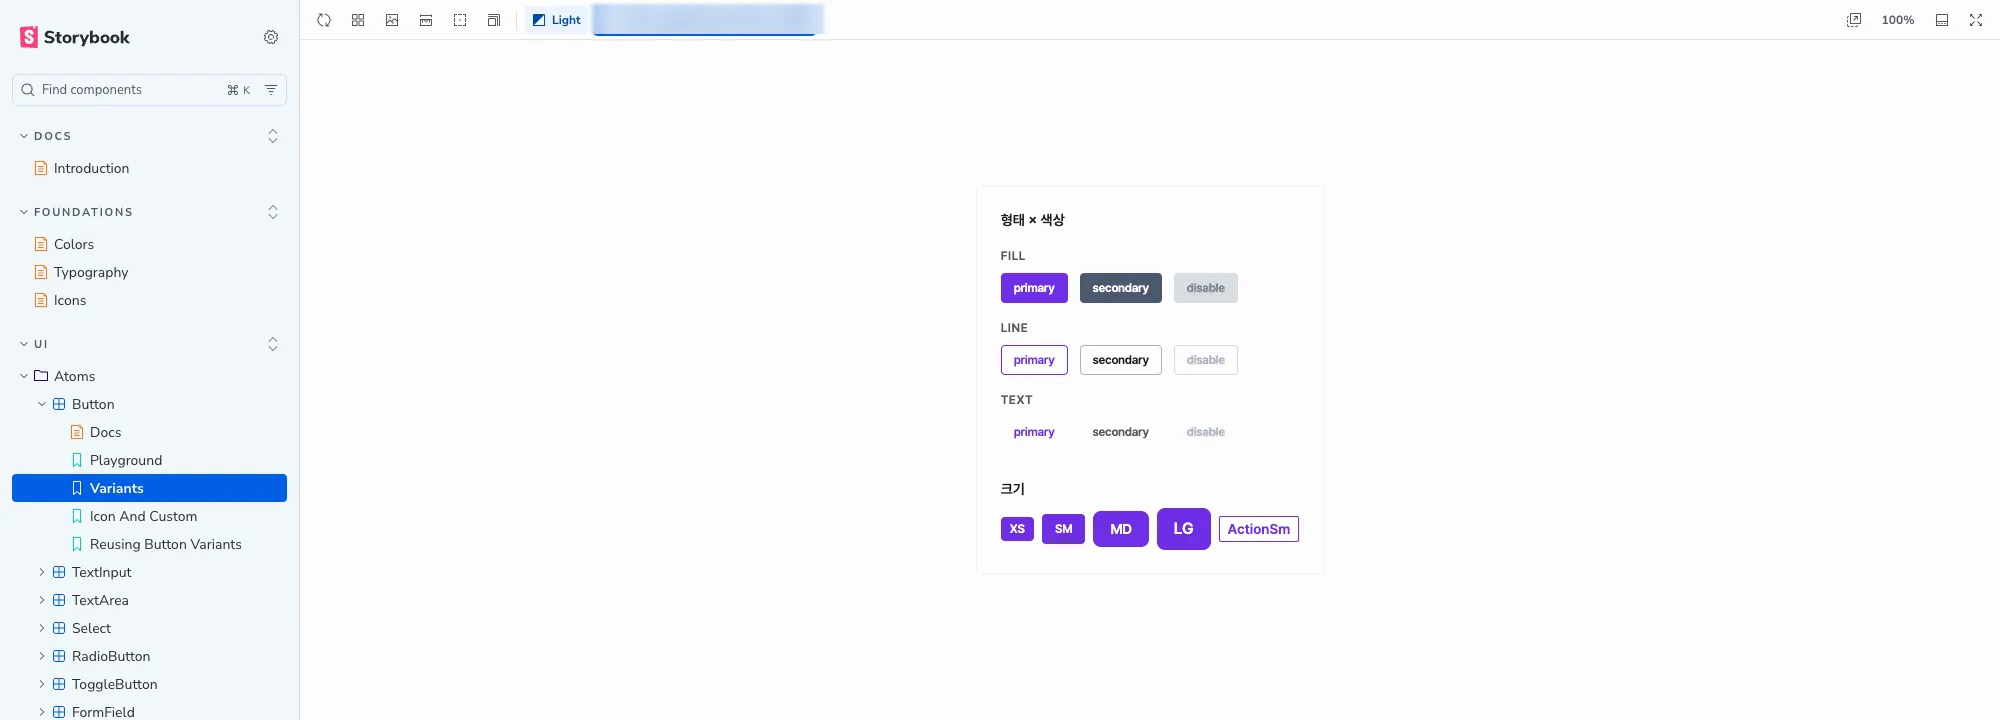 Storybook
Find components ⌘ K
DOCS
Introduction
FOUNDATIONS
Colors
Typography
Icons
UI
Atoms
Button
Docs
Playground
Variants
Icon And Custom
Reusing Button Variants
TextInput
TextArea
Select
RadioButton
ToggleButton
FormField
Light
100%
형태 × 색상
FILL
primary secondary disable
LINE
primary secondary disable
TEXT
primary secondary disable
크기
XS SM MD LG ActionSm